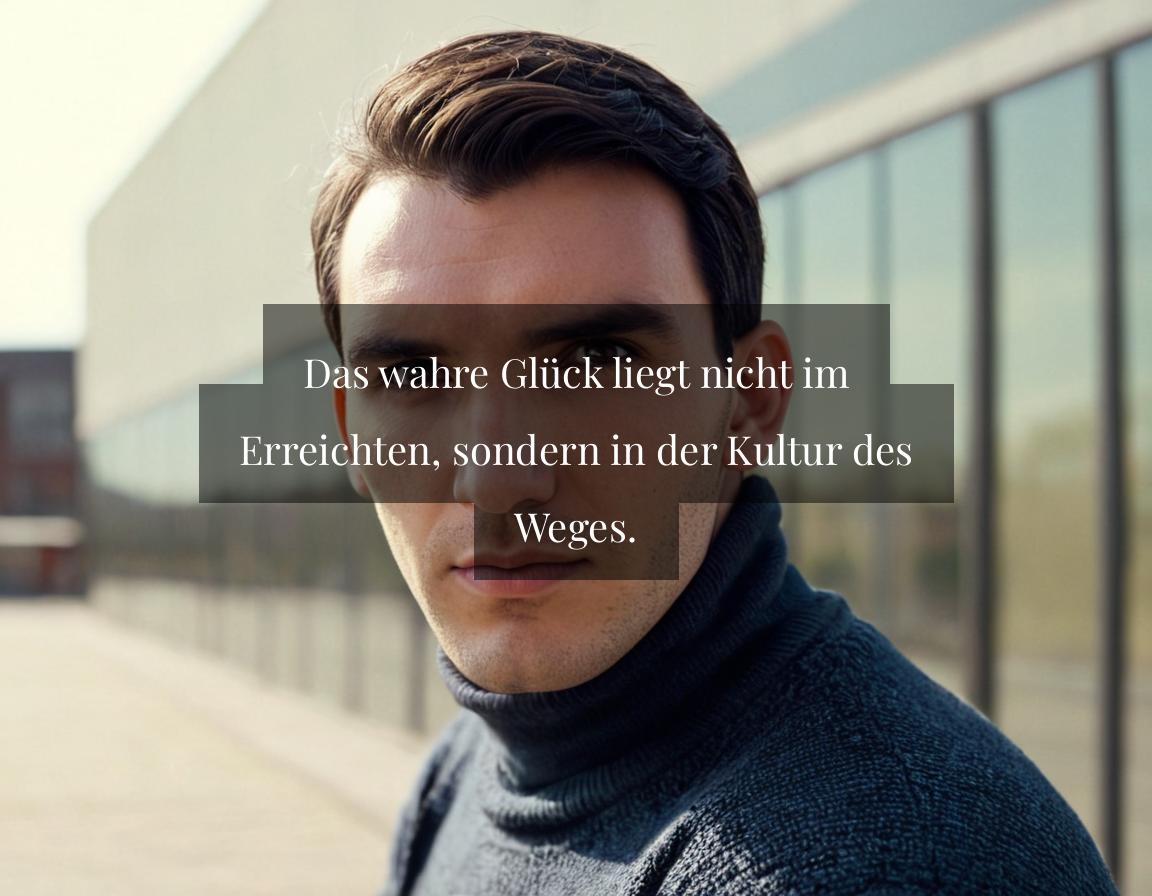 Das wahre Glück liegt nicht im
Erreichten, sondern in der Kultur des
Weges.